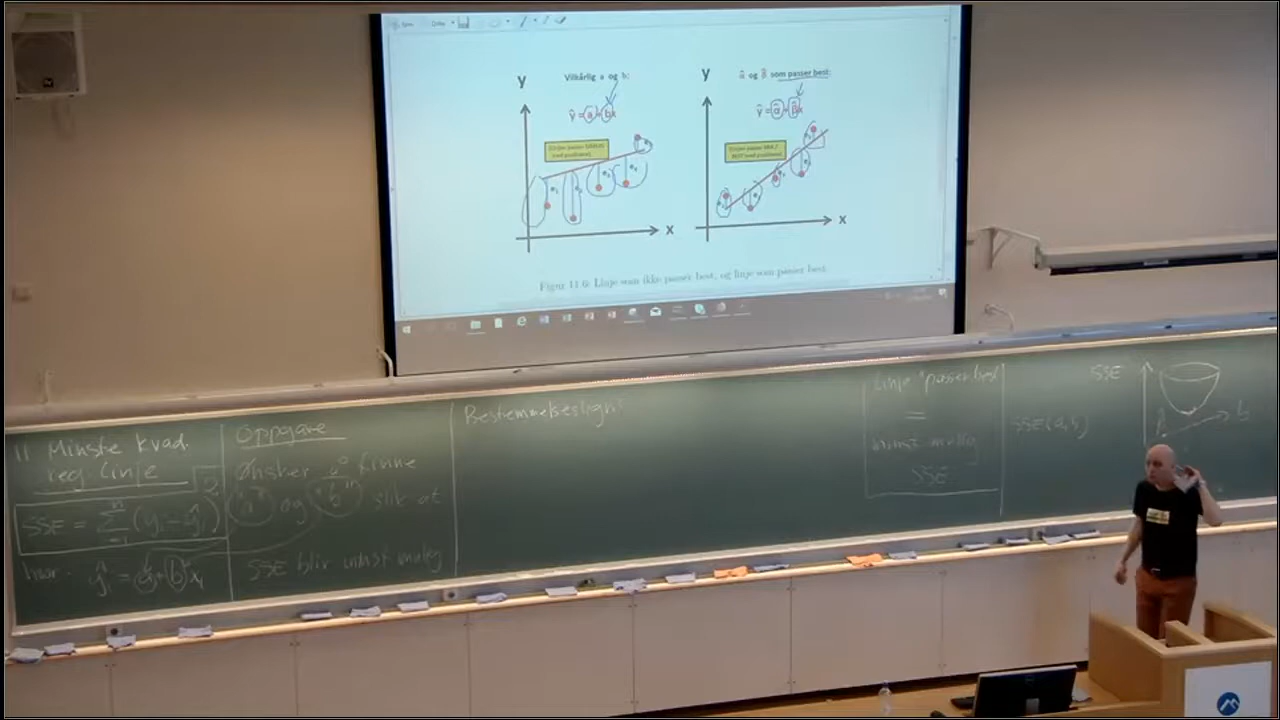 Y
Vilkårlig a og b:
ŷ = a + bx
X
Y
α̂ og β̂ som passer best:
ŷ = α̂ + β̂x
X
Figur 11.6: Linje som ikke passer best, og linje som passer best
11 Minste kvad.
reg. linje
SSE = Σ (yᵢ - ŷᵢ)²
hvor: ŷᵢ = a + b xᵢ
Oppgave
Ønsker å finne
"a" og "b" slik at
SSE blir minst mulig
Bestemmelseslign:
Linje "passer best"
=
minst mulig
SSE
SSE
SSE(a,b)
b